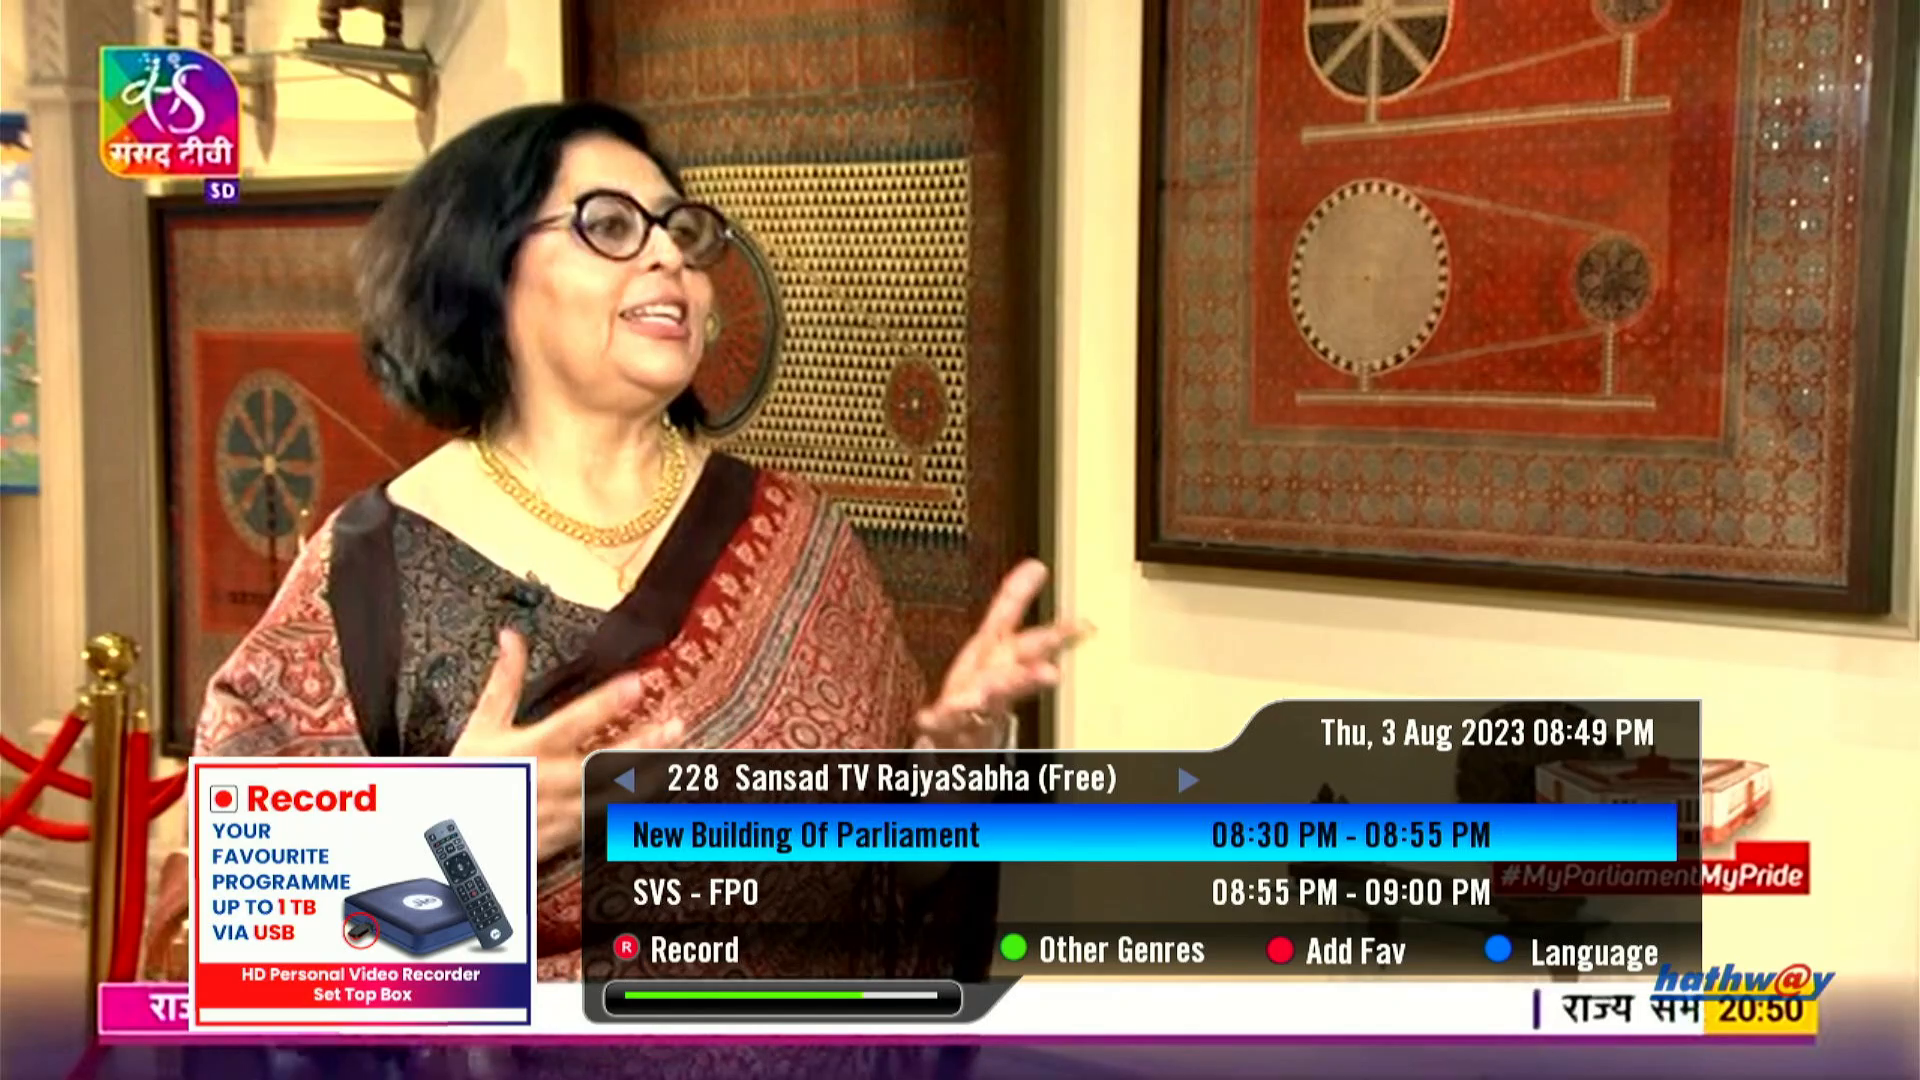 संसद टीवी
SD
Thu, 3 Aug 2023 08:49 PM
228 Sansad TV RajyaSabha (Free)
New Building Of Parliament 08:30 PM - 08:55 PM
SVS - FPO 08:55 PM - 09:00 PM
Record Other Genres Add Fav Language
#MyParliamentMyPride
Record
YOUR
FAVOURITE
PROGRAMME
UP TO 1 TB
VIA USB
HD Personal Video Recorder
Set Top Box
hathw@y
राज्य 20:50